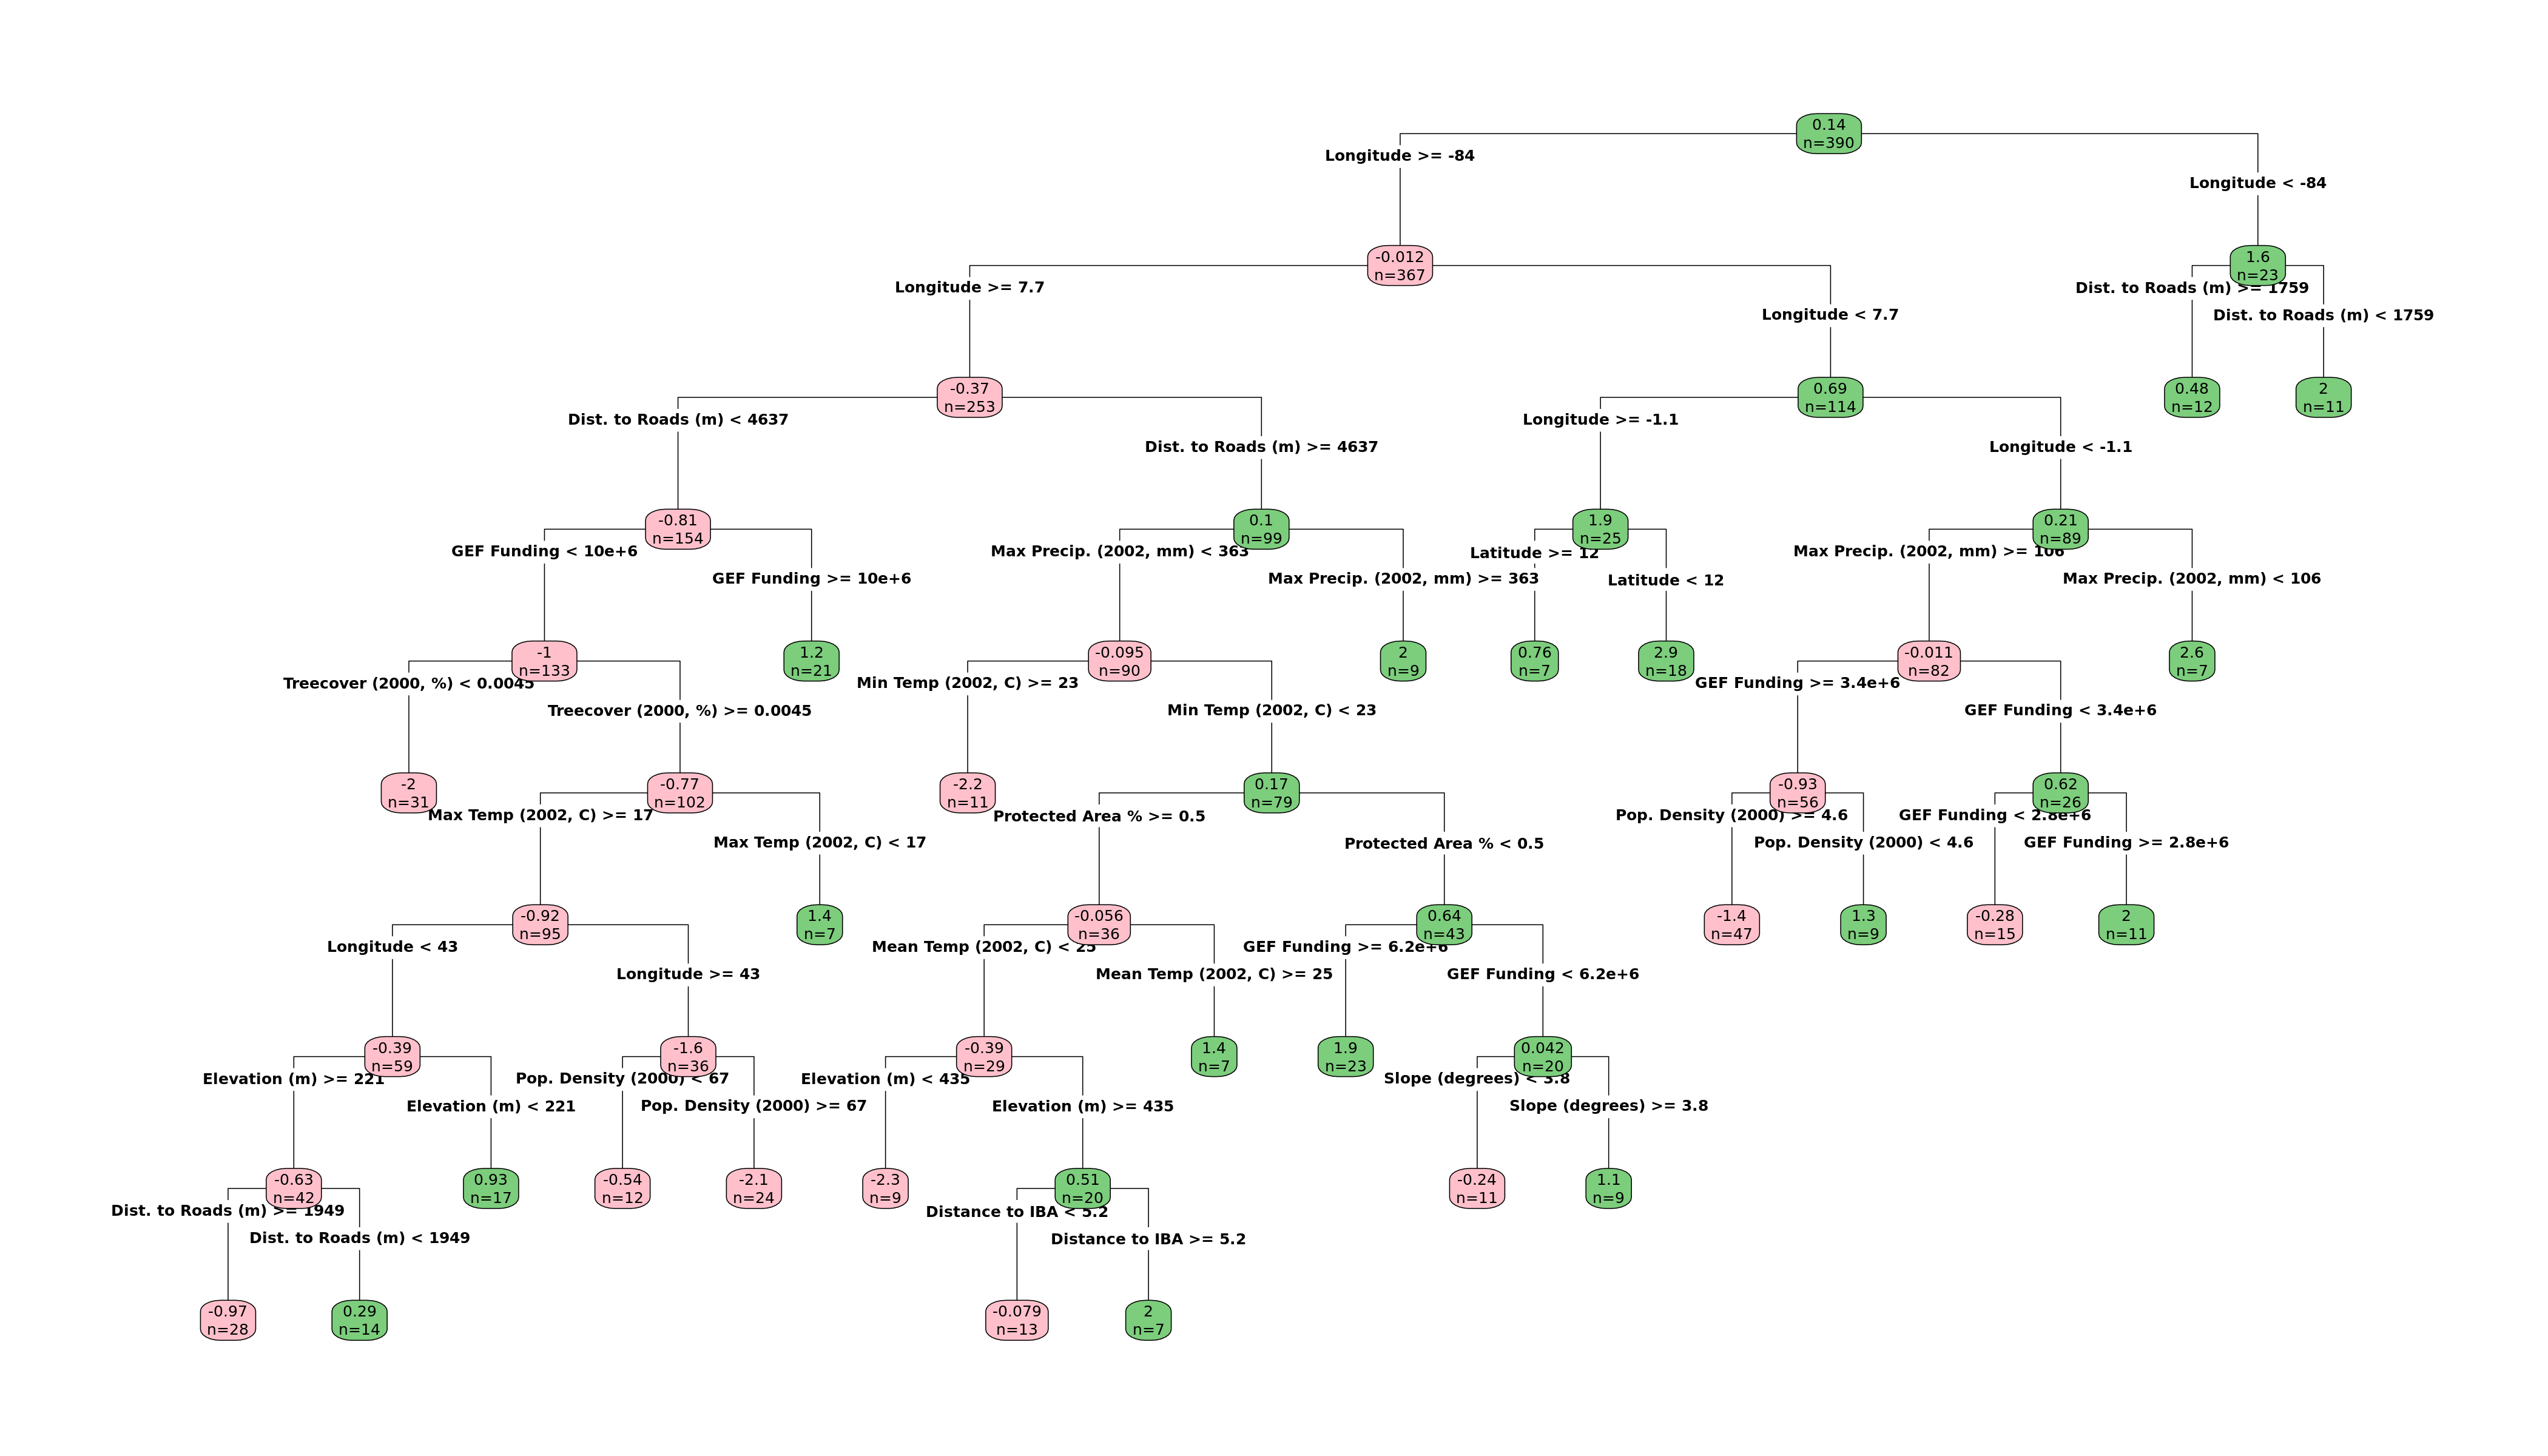 0.14
n=390
Longitude >= -84
Longitude < -84
-0.012
n=367
1.6
n=23
Longitude >= 7.7
Longitude < 7.7
Dist. to Roads (m) >= 1759
Dist. to Roads (m) < 1759
-0.37
n=253
0.69
n=114
0.48
n=12
2
n=11
Dist. to Roads (m) < 4637
Dist. to Roads (m) >= 4637
Longitude >= -1.1
Longitude < -1.1
-0.81
n=154
0.1
n=99
1.9
n=25
0.21
n=89
GEF Funding < 10e+6
GEF Funding >= 10e+6
Max Precip. (2002, mm) < 363
Max Precip. (2002, mm) >= 363
Latitude >= 12
Latitude < 12
Max Precip. (2002, mm) >= 106
Max Precip. (2002, mm) < 106
-1
n=133
1.2
n=21
-0.095
n=90
2
n=9
0.76
n=7
2.9
n=18
-0.011
n=82
2.6
n=7
Treecover (2000, %) < 0.0045
Treecover (2000, %) >= 0.0045
Min Temp (2002, C) >= 23
Min Temp (2002, C) < 23
GEF Funding >= 3.4e+6
GEF Funding < 3.4e+6
-2
n=31
-0.77
n=102
-2.2
n=11
0.17
n=79
-0.93
n=56
0.62
n=26
Max Temp (2002, C) >= 17
Max Temp (2002, C) < 17
Protected Area % >= 0.5
Protected Area % < 0.5
Pop. Density (2000) >= 4.6
Pop. Density (2000) < 4.6
GEF Funding < 2.8e+6
GEF Funding >= 2.8e+6
-0.92
n=95
1.4
n=7
-0.056
n=36
0.64
n=43
-1.4
n=47
1.3
n=9
-0.28
n=15
2
n=11
Longitude < 43
Longitude >= 43
Mean Temp (2002, C) < 25
Mean Temp (2002, C) >= 25
GEF Funding >= 6.2e+6
GEF Funding < 6.2e+6
-0.39
n=59
-1.6
n=36
-0.39
n=29
1.4
n=7
1.9
n=23
0.042
n=20
Elevation (m) >= 221
Elevation (m) < 221
Pop. Density (2000) < 67
Pop. Density (2000) >= 67
Elevation (m) < 435
Elevation (m) >= 435
Slope (degrees) < 3.8
Slope (degrees) >= 3.8
-0.63
n=42
0.93
n=17
-0.54
n=12
-2.1
n=24
-2.3
n=9
0.51
n=20
-0.24
n=11
1.1
n=9
Dist. to Roads (m) >= 1949
Dist. to Roads (m) < 1949
Distance to IBA < 5.2
Distance to IBA >= 5.2
-0.97
n=28
0.29
n=14
-0.079
n=13
2
n=7